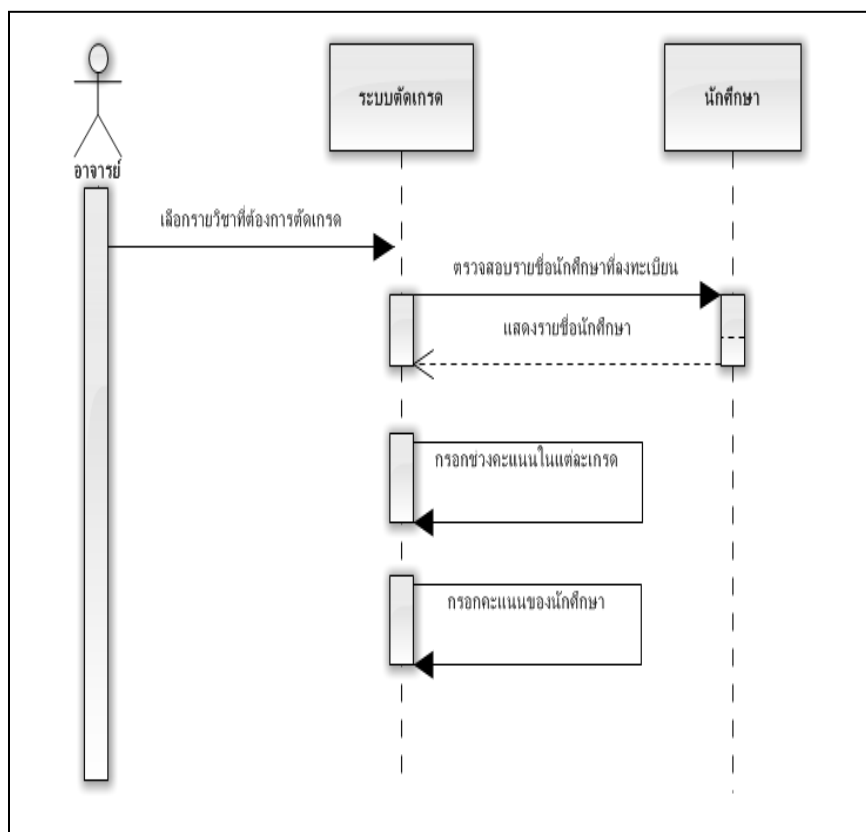 ระบบตัดเกรด
นักศึกษา
อาจารย์
เลือกรายวิชาที่ต้องการตัดเกรด
ตรวจสอบรายชื่อนักศึกษาที่ลงทะเบียน
แสดงรายชื่อนักศึกษา
กรอกช่วงคะแนนในแต่ละเกรด
กรอกคะแนนของนักศึกษา